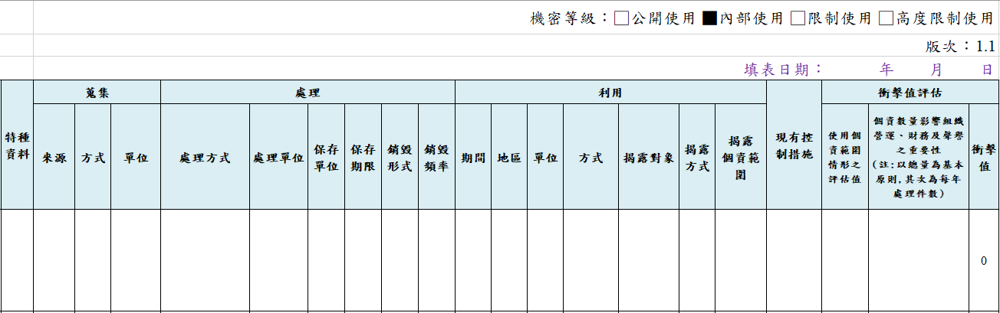 機密等級：□公開使用 ■內部使用 □限制使用 □高度限制使用
版次：1.1
填表日期： 年 月 日
特種
資料
蒐集
來源
方式
單位
處理
處理方式
處理單位
保存
單位
保存
期限
銷毀
形式
銷毀
頻率
利用
期間
地區
單位
方式
揭露對象
揭露
方式
揭露
個資範
圍
現有控
制措施
衝擊值評估
使用個
資範圍
情形之
評估值
個資數量影響組織
營運、財務及聲譽
之重要性
(註:以總量為基本
原則,其次為每年
處理件數)
衝擊
值
0